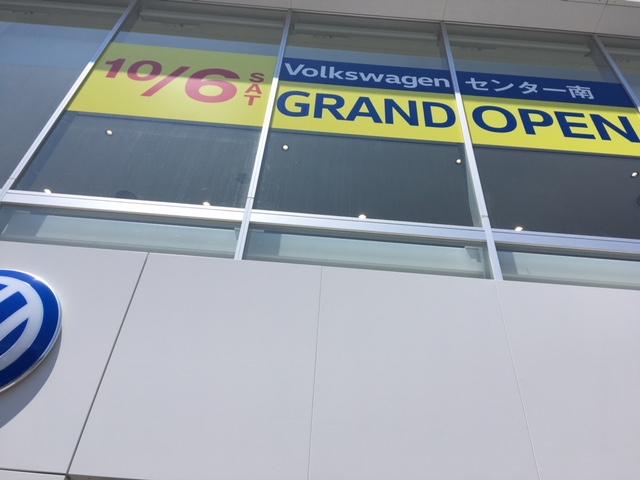 10/6 SAT
Volkswagen センター南
GRAND OPEN